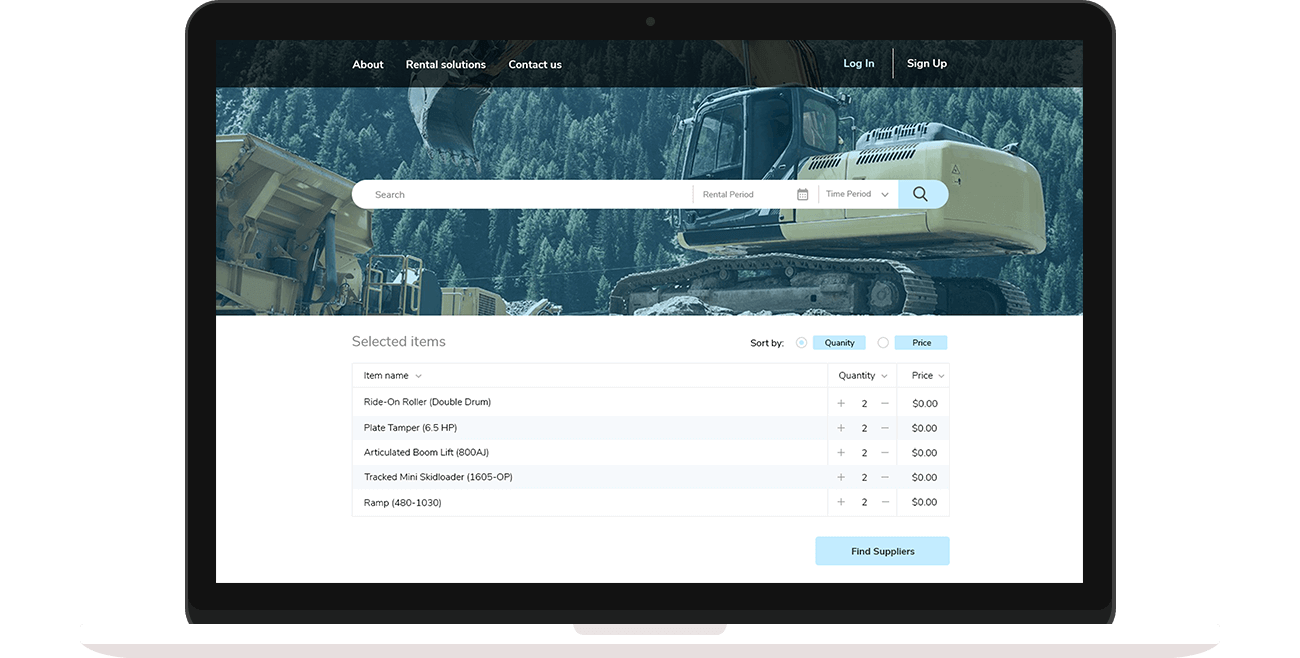 About Rental solutions Contact us Log In Sign Up
Search Rental Period Time Period
Selected items Sort by: Quanity Price
Item name Quantity Price
Ride-On Roller (Double Drum) + 2 − $0.00
Plate Tamper (6.5 HP) + 2 − $0.00
Articulated Boom Lift (800AJ) + 2 − $0.00
Tracked Mini Skidloader (1605-OP) + 2 − $0.00
Ramp (480-1030) + 2 − $0.00
Find Suppliers